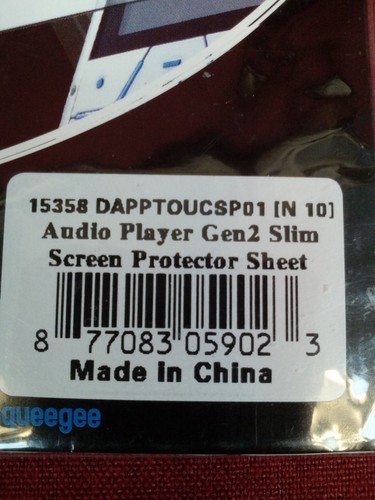 15358 DAPPTOUCSP01 [N 10]
Audio Player Gen2 Slim
Screen Protector Sheet
8 77083 05902 3
Made in China
queegee